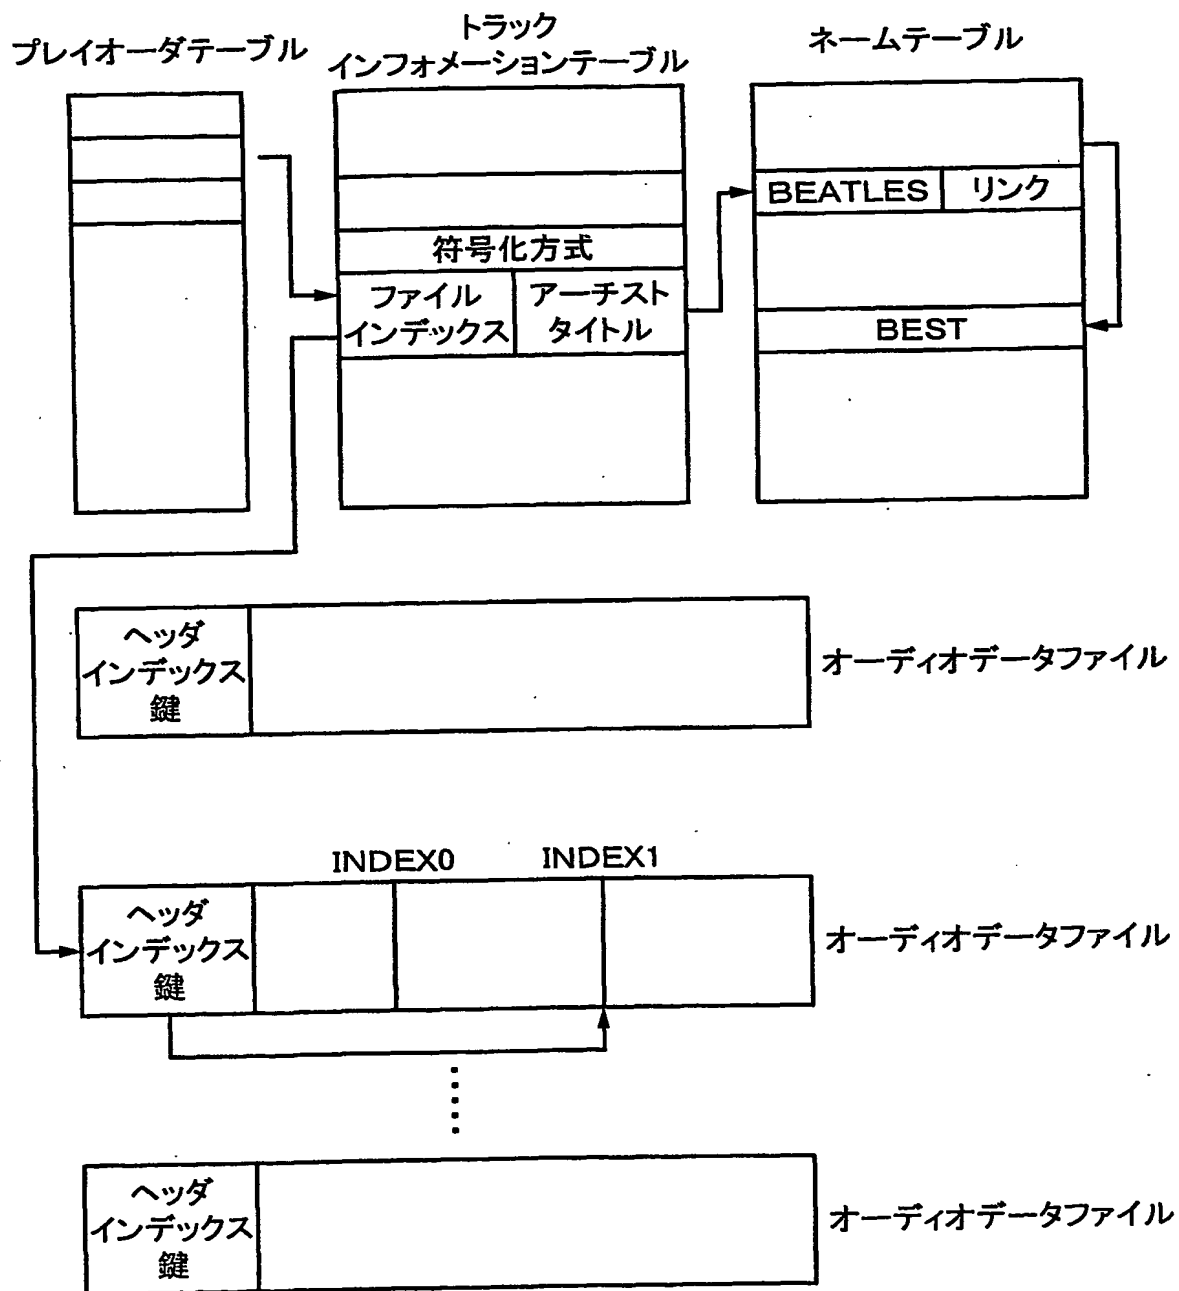 プレイオーダテーブル
トラック
インフォメーションテーブル
ネームテーブル
BEATLES
リンク
符号化方式
ファイル
インデックス
アーチスト
タイトル
BEST
ヘッダ
インデックス
鍵
オーディオデータファイル
INDEX0
INDEX1
ヘッダ
インデックス
鍵
オーディオデータファイル
ヘッダ
インデックス
鍵
オーディオデータファイル